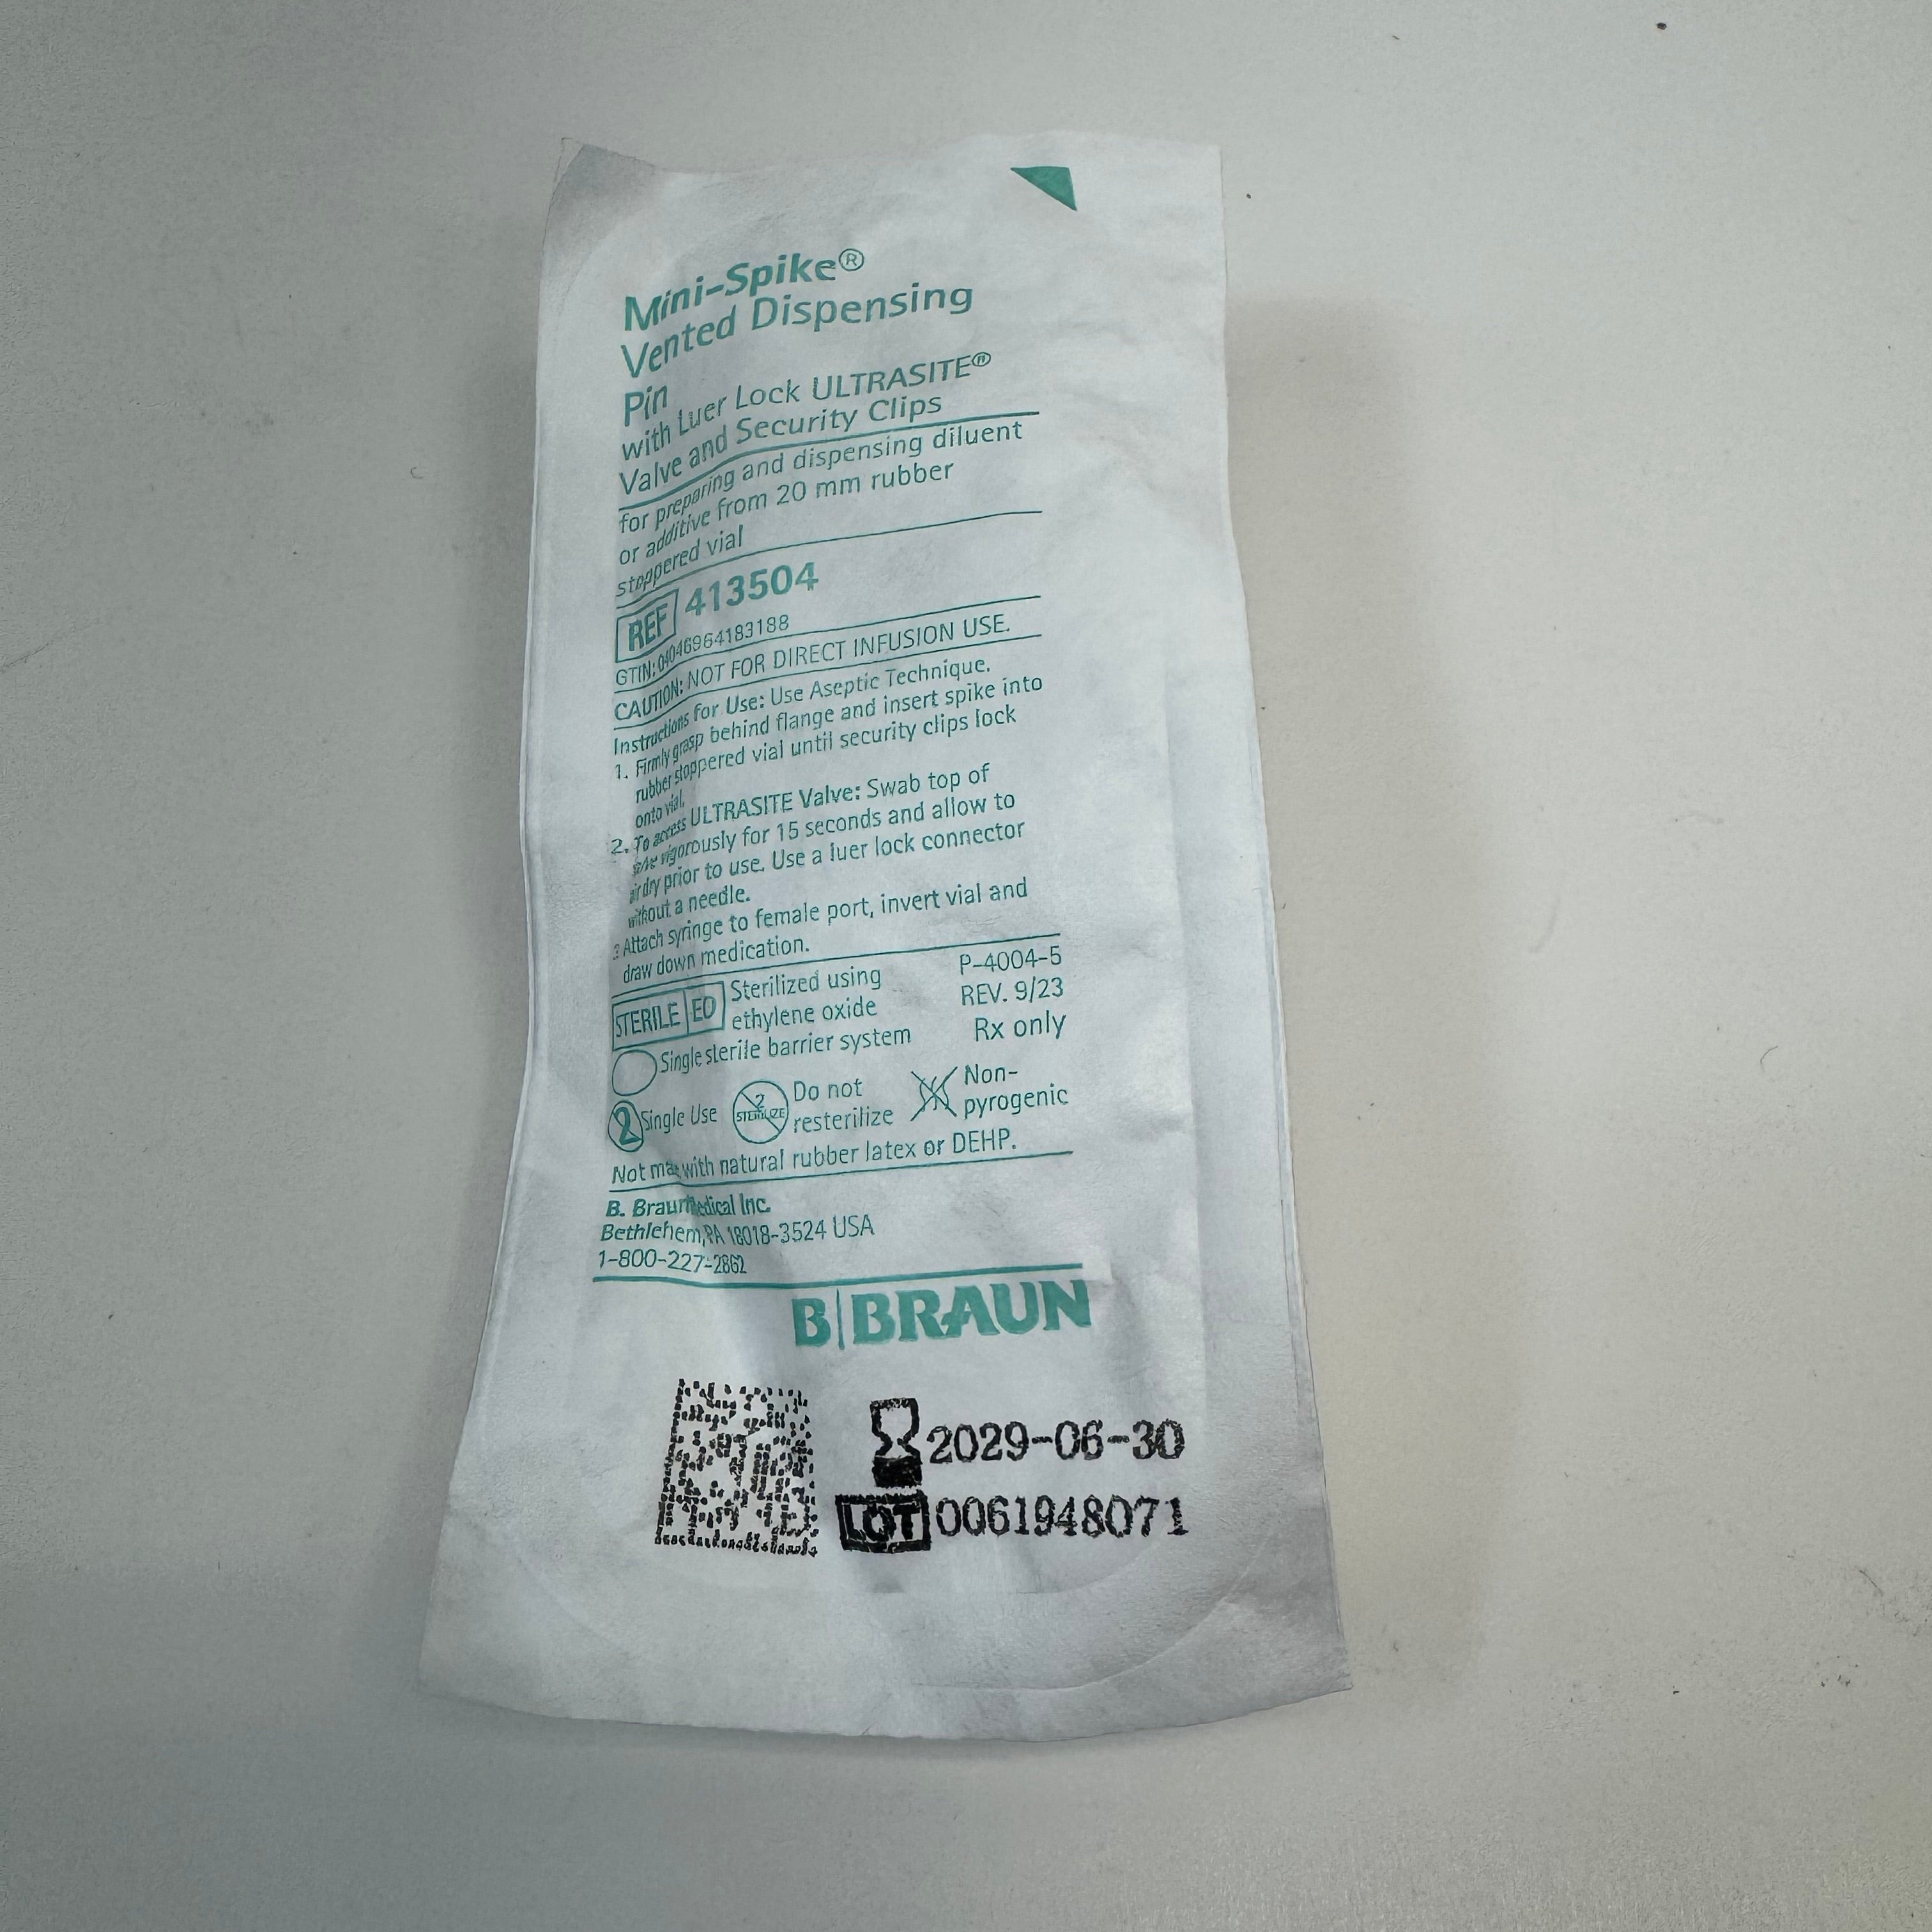 Mini-Spike®
Vented Dispensing
Pin
with Luer Lock ULTRASITE®
Valve and Security Clips
for preparing and dispensing diluent
or additive from 20 mm rubber
stoppered vial
REF 413504
GTIN: 04046964183188
CAUTION: NOT FOR DIRECT INFUSION USE.
Instructions for Use: Use Aseptic Technique.
1. Firmly grasp behind flange and insert spike into
rubber stoppered vial until security clips lock
onto vial.
2. To access ULTRASITE Valve: Swab top of
vigorously for 15 seconds and allow to
air dry prior to use. Use a luer lock connector
without a needle.
Attach syringe to female port, invert vial and
draw down medication.
STERILE EO Sterilized using
ethylene oxide
P-4004-5
REV. 9/23
Rx only
Single sterile barrier system
2 Single Use
2 STERILIZE Do not
resterilize
Non-
pyrogenic
Not with natural rubber latex or DEHP.
B. Braun Medical Inc.
Bethlehem, PA 18018-3524 USA
1-800-227-2862
B|BRAUN
2029-06-30
LOT 0061948071